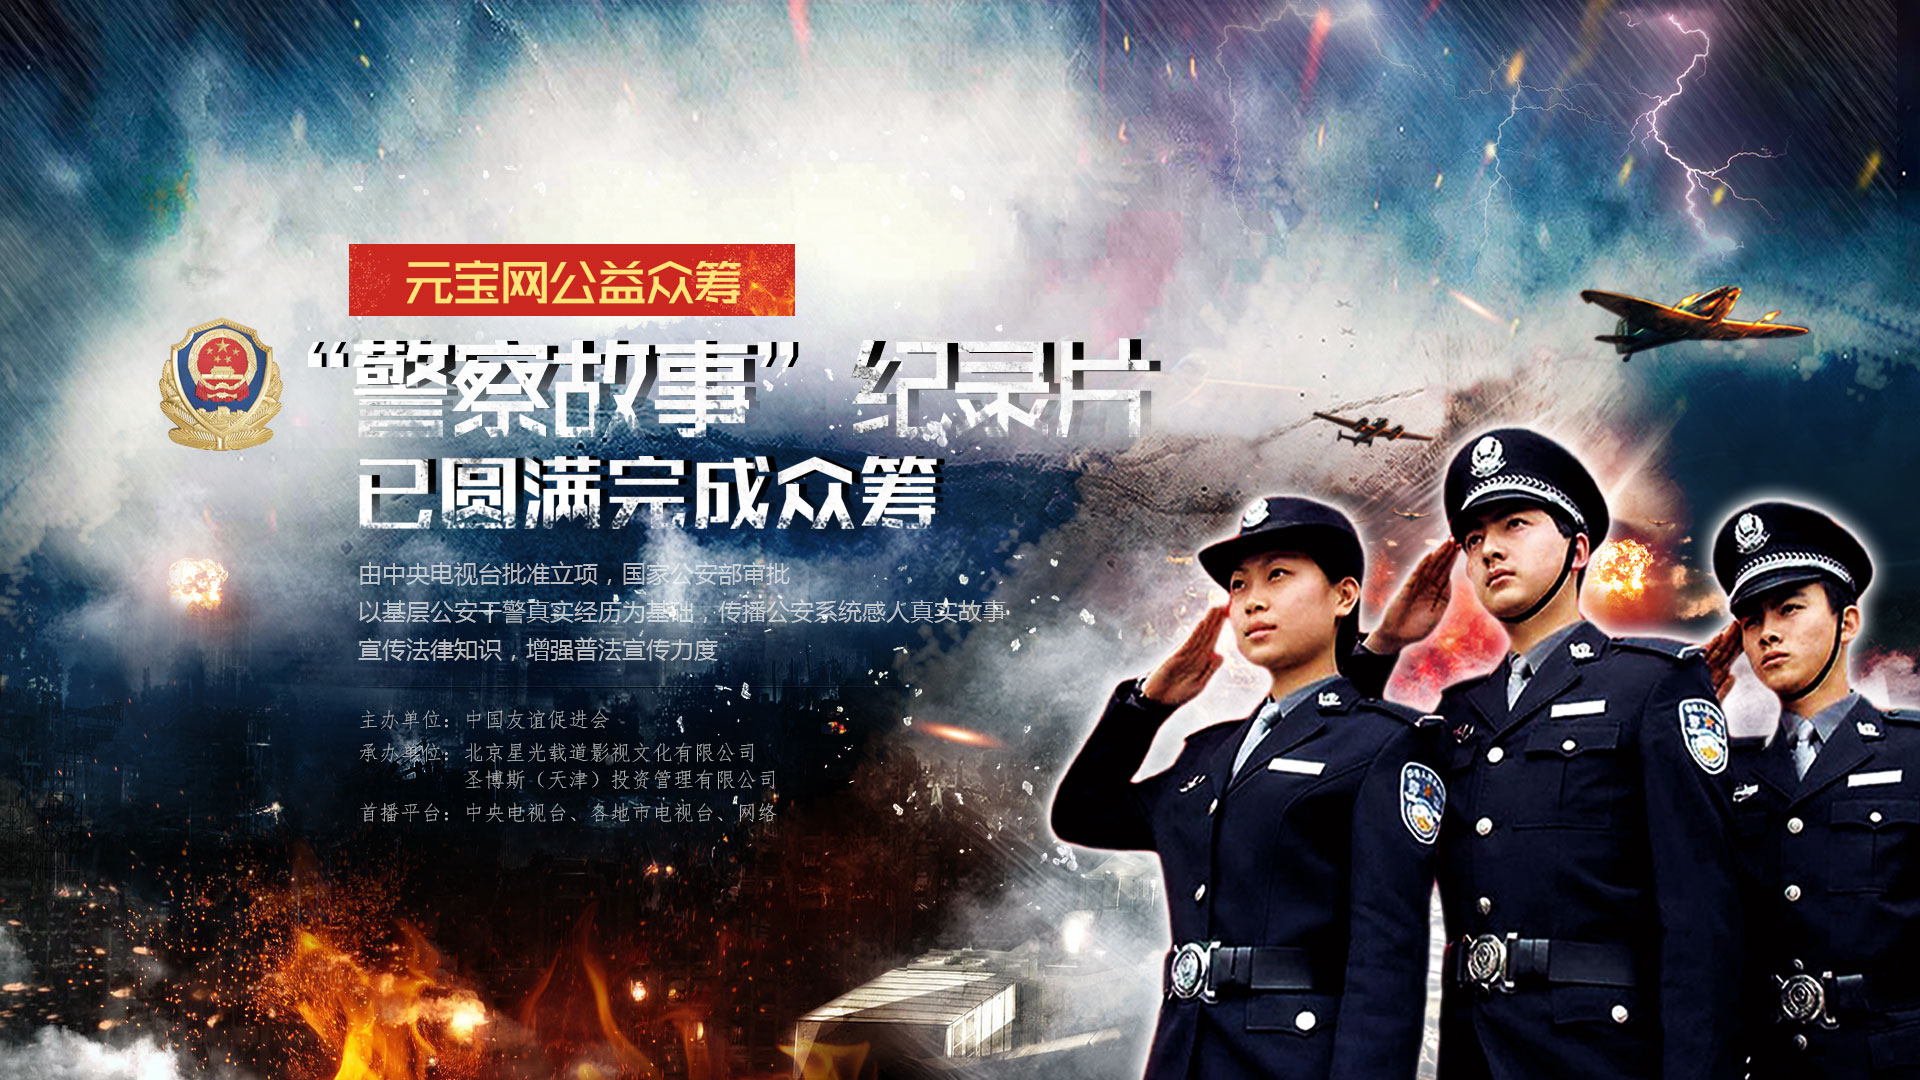 元宝网公益众筹
“警察故事” 纪录片
已圆满完成众筹
由中央电视台批准立项，国家公安部审批
以基层公安干警真实经历为基础，传播公安系统感人真实故事
宣传法律知识，增强普法宣传力度
主办单位：中国友谊促进会
承办单位：北京星光载道影视文化有限公司
圣博斯（天津）投资管理有限公司
首播平台：中央电视台、各地市电视台、网络